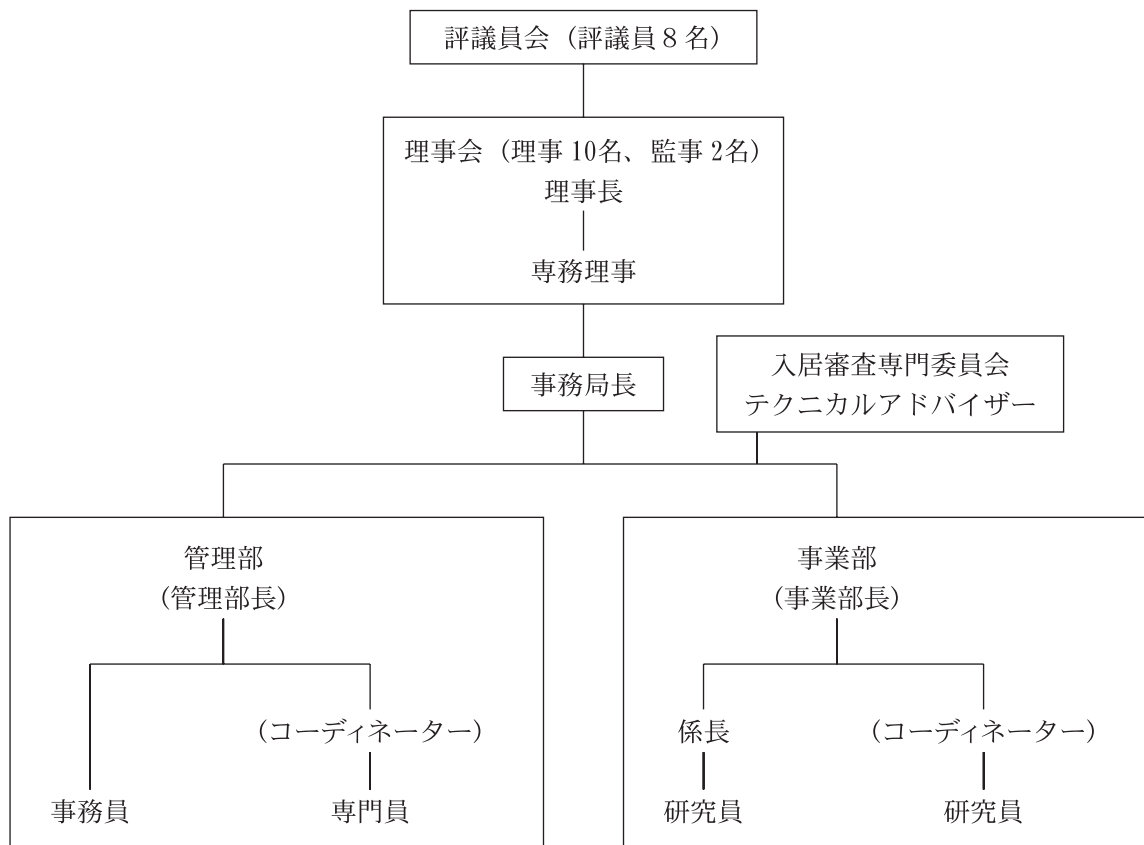 評議員会（評議員８名）
理事会（理事 10名、監事 2名）
理事長
専務理事
事務局長
入居審査専門委員会
テクニカルアドバイザー
管理部
（管理部長）
（コーディネーター）
事務員
専門員
事業部
（事業部長）
係長
（コーディネーター）
研究員
研究員